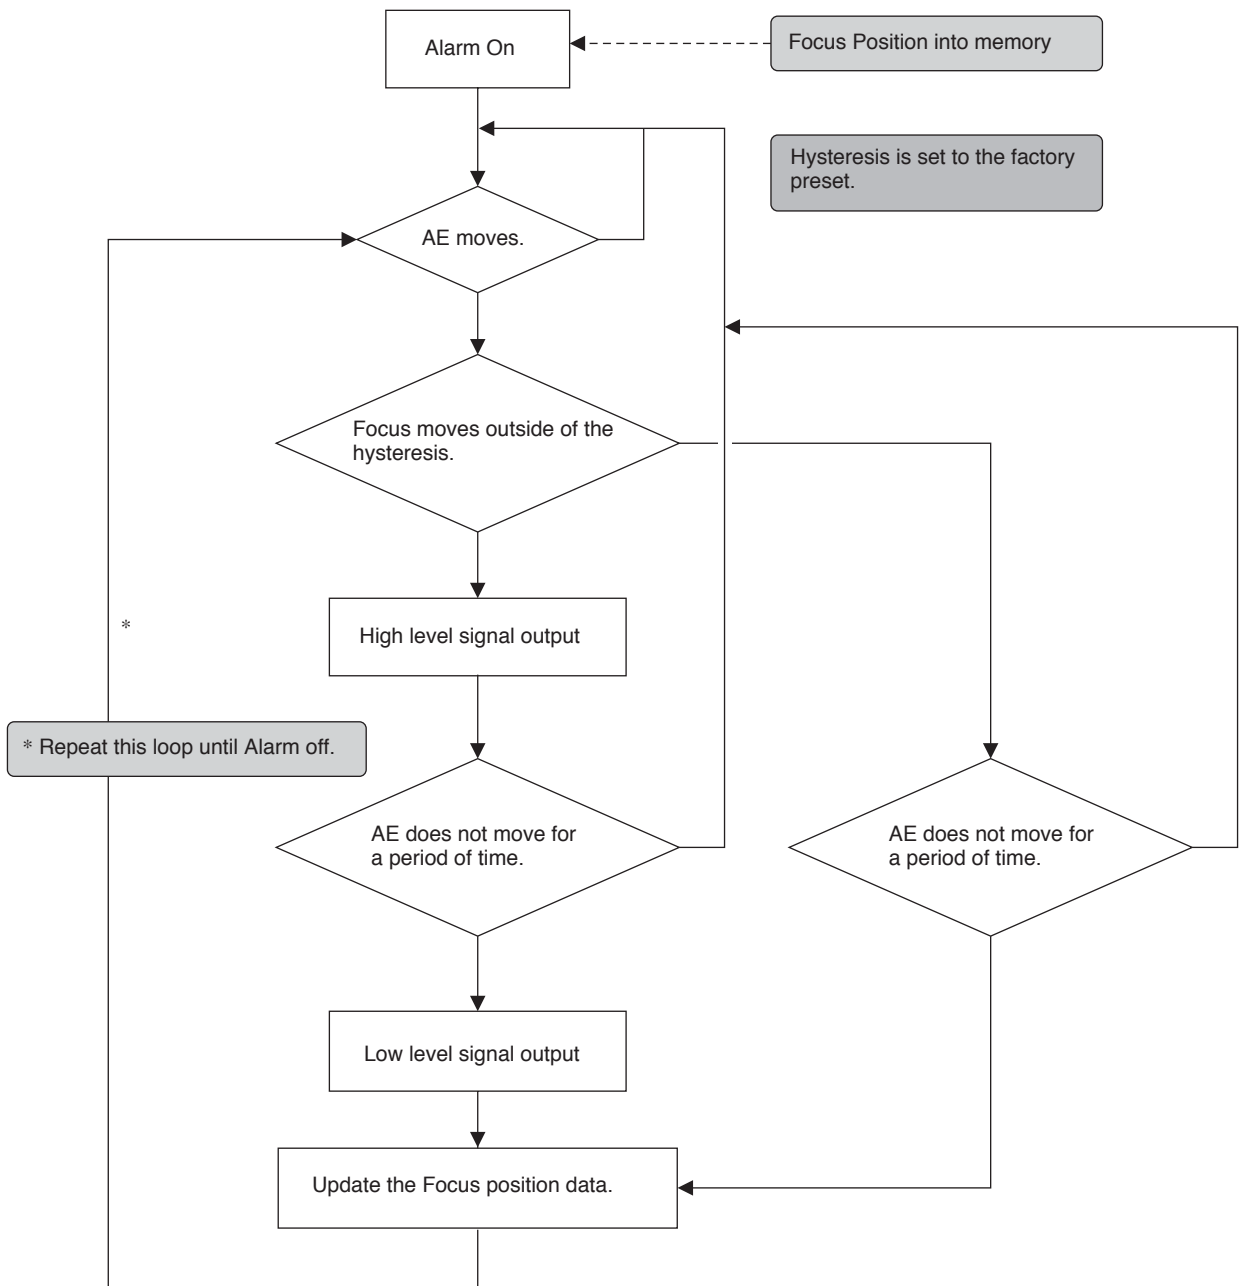 Alarm On
Focus Position into memory
Hysteresis is set to the factory
preset.
AE moves.
Focus moves outside of the
hysteresis.
*
High level signal output
* Repeat this loop until Alarm off.
AE does not move for
a period of time.
AE does not move for
a period of time.
Low level signal output
Update the Focus position data.